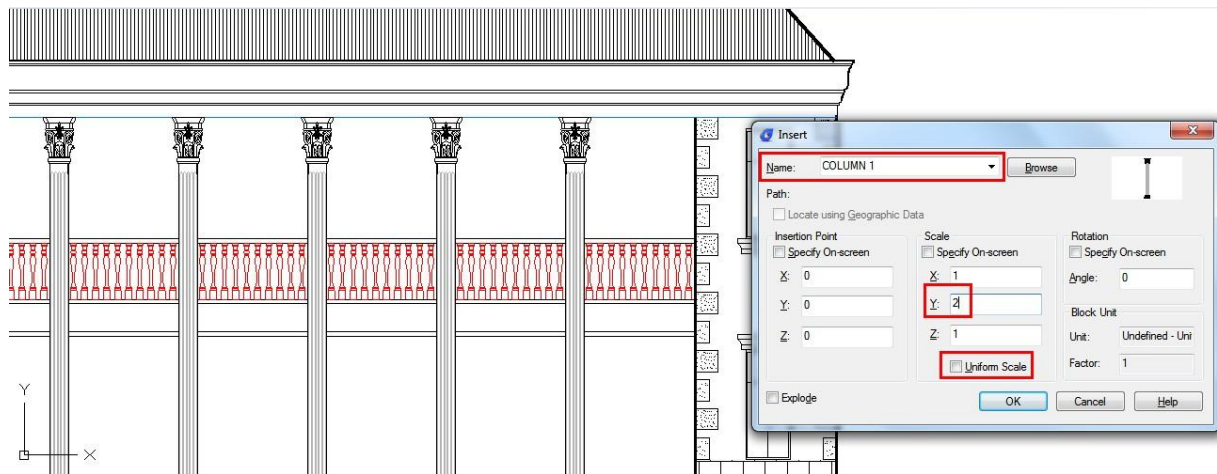 Insert
Name: COLUMN 1 Browse
Path:
Locate using Geographic Data
Insertion Point Scale Rotation
Specify On-screen Specify On-screen Specify On-screen
X: 0 X: 1 Angle: 0
Y: 0 Y: 2 Block Unit
Z: 0 Z: 1 Unit: Undefined - Uni
Uniform Scale Factor: 1
Explode OK Cancel Help
Y
X